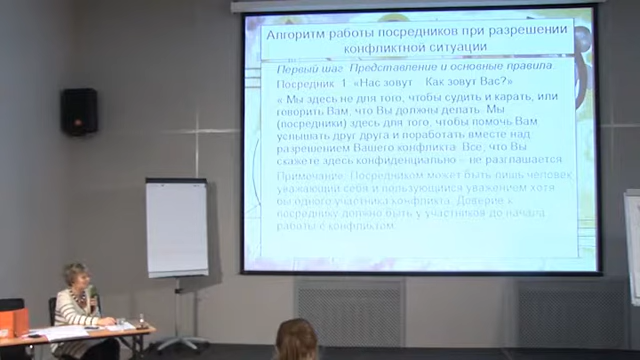 Алгоритм работы посредников при разрешении
конфликтной ситуации
Первый шаг. Представление и основные правила.
Посредник 1 «Нас зовут Как зовут Вас?»
« Мы здесь не для того, чтобы судить и карать, или
говорить Вам, что Вы должны делать. Мы
(посредники) здесь для того, чтобы помочь Вам
услышать друг друга и поработать вместе над
разрешением Вашего конфликта. Все, что Вы
скажете здесь конфиденциально – не разглашается
Примечание. Посредником может быть лишь человек
уважающий себя и пользующийся уважением хотя
бы одного участника конфликта. Доверие к
посреднику должно быть у участников до начала
работы с конфликтом.